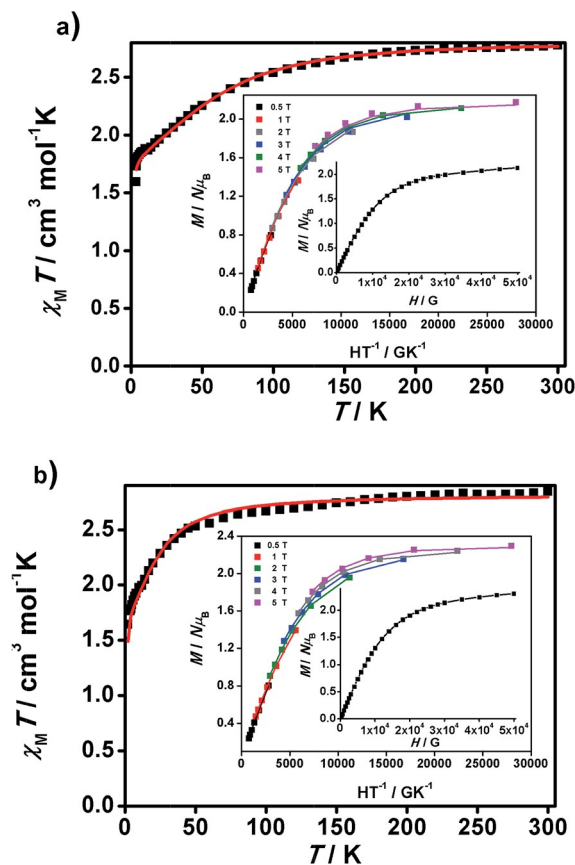 a)
2.5
2.0
1.5
1.0
0.5
0.0
χM T / cm³ mol⁻¹K
0 50 100 150 200 250 300
T / K
0.5 T
1 T
2 T
3 T
4 T
5 T
2.0
1.6
1.2
0.8
0.4
0.0
M / NμB
0 5000 10000 15000 20000 25000 30000
HT⁻¹ / GK⁻¹
2.0
1.5
1.0
0.5
0.0
M / NμB
1x10⁴ 2x10⁴ 3x10⁴ 4x10⁴ 5x10⁴
H / G
b)
2.5
2.0
1.5
1.0
0.5
0.0
χM T / cm³ mol⁻¹K
0 50 100 150 200 250 300
T / K
0.5 T
1 T
2 T
3 T
4 T
5 T
2.4
2.0
1.6
1.2
0.8
0.4
M / NμB
0 5000 10000 15000 20000 25000 30000
HT⁻¹ / GK⁻¹
2.0
1.5
1.0
0.5
0.0
M / NμB
1x10⁴ 2x10⁴ 3x10⁴ 4x10⁴ 5x10⁴
H / G